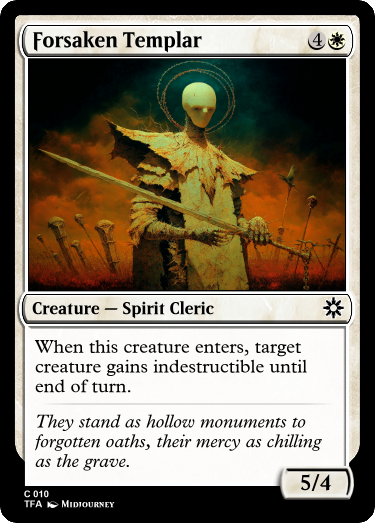 Forsaken Templar 4
Creature — Spirit Cleric
When this creature enters, target
creature gains indestructible until
end of turn.
They stand as hollow monuments to
forgotten oaths, their mercy as chilling
as the grave.
5/4
C 010
TFA Midjourney